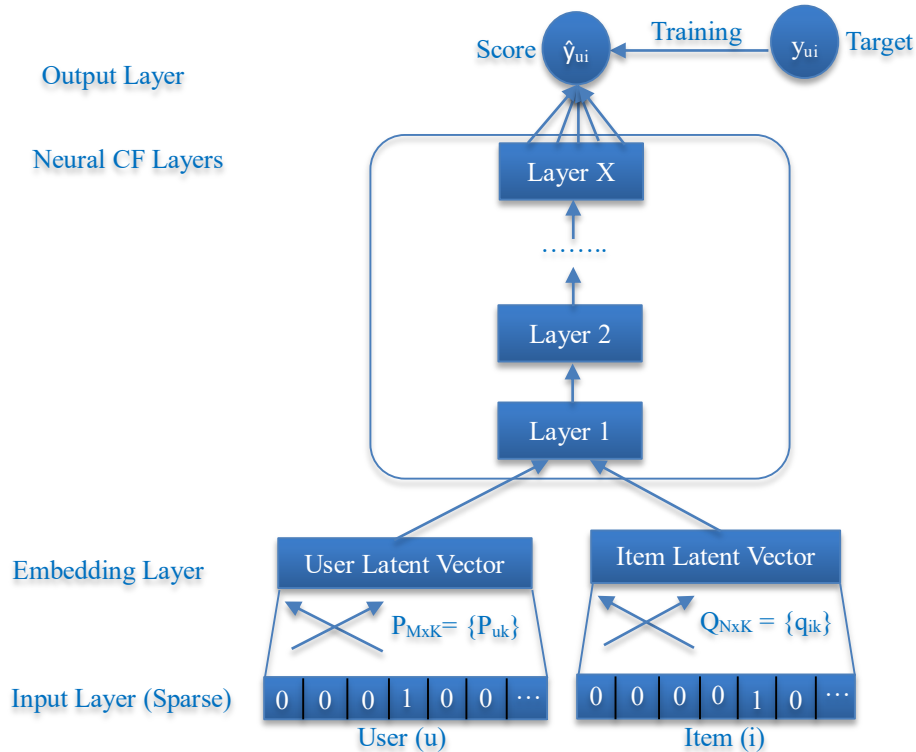 Score
ŷui
Training
yui
Target
Output Layer
Neural CF Layers
Layer X
……..
Layer 2
Layer 1
Embedding Layer
User Latent Vector
Item Latent Vector
PMxK= {Puk}
QNxK = {qik}
Input Layer (Sparse)
0 0 0 1 0 0 …
0 0 0 0 1 0 …
User (u)
Item (i)